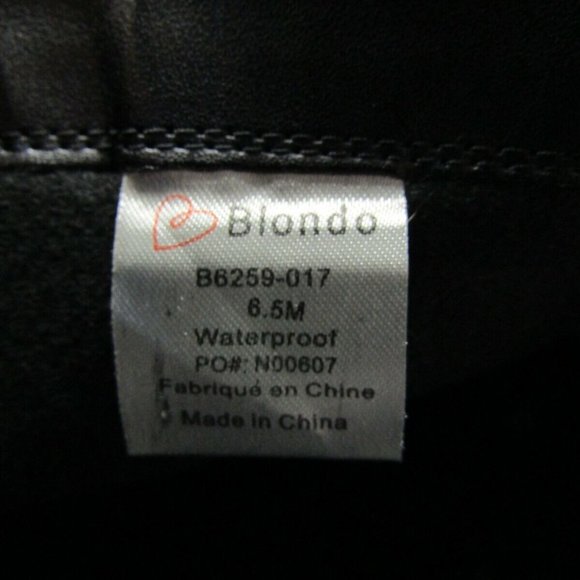 Blondo
B6259-017
6.5M
Waterproof
PO#: N00607
Fabriqué en Chine
Made in China